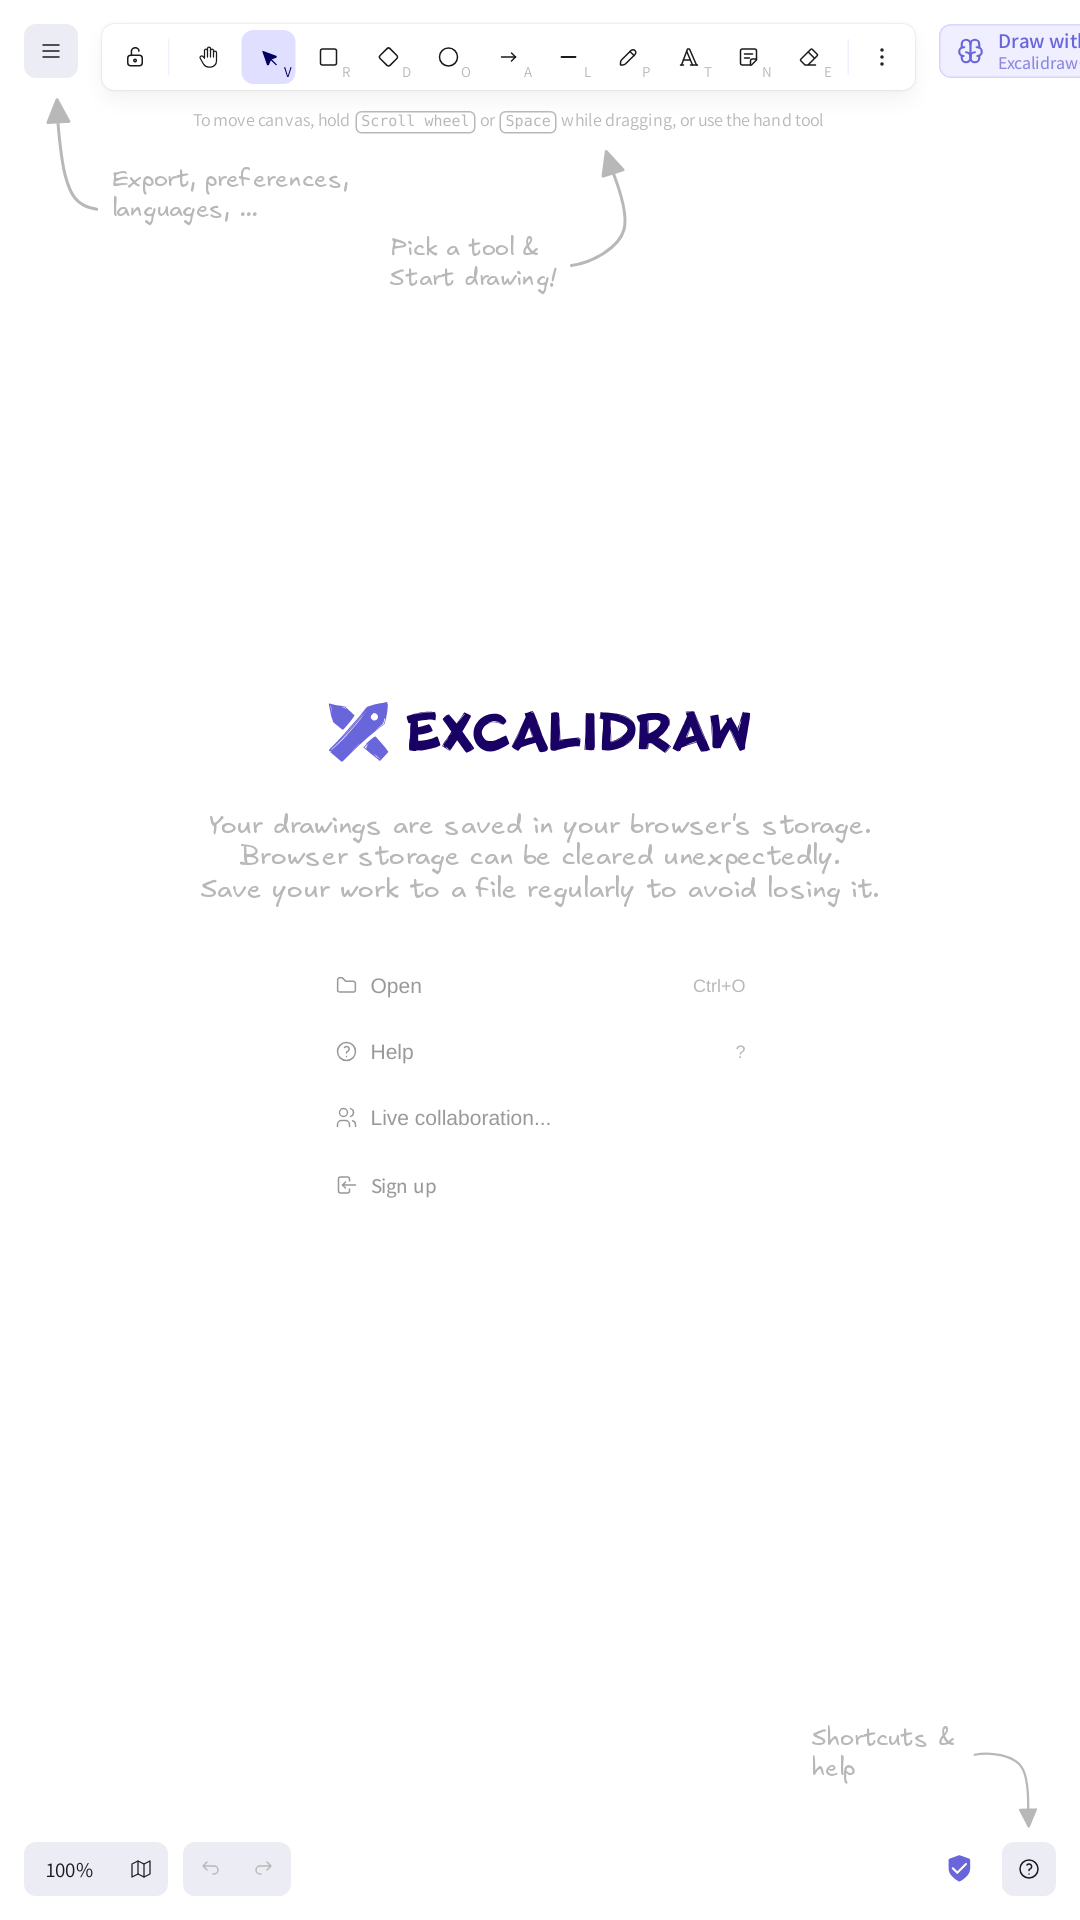 V R D O A L P T N E
Draw wit
Excalidraw
To move canvas, hold Scroll wheel or Space while dragging, or use the hand tool
Export, preferences,
languages, ...
Pick a tool &
Start drawing!
EXCALIDRAW
Your drawings are saved in your browser's storage.
Browser storage can be cleared unexpectedly.
Save your work to a file regularly to avoid losing it.
Open Ctrl+O
Help ?
Live collaboration...
Sign up
Shortcuts &
help
100%